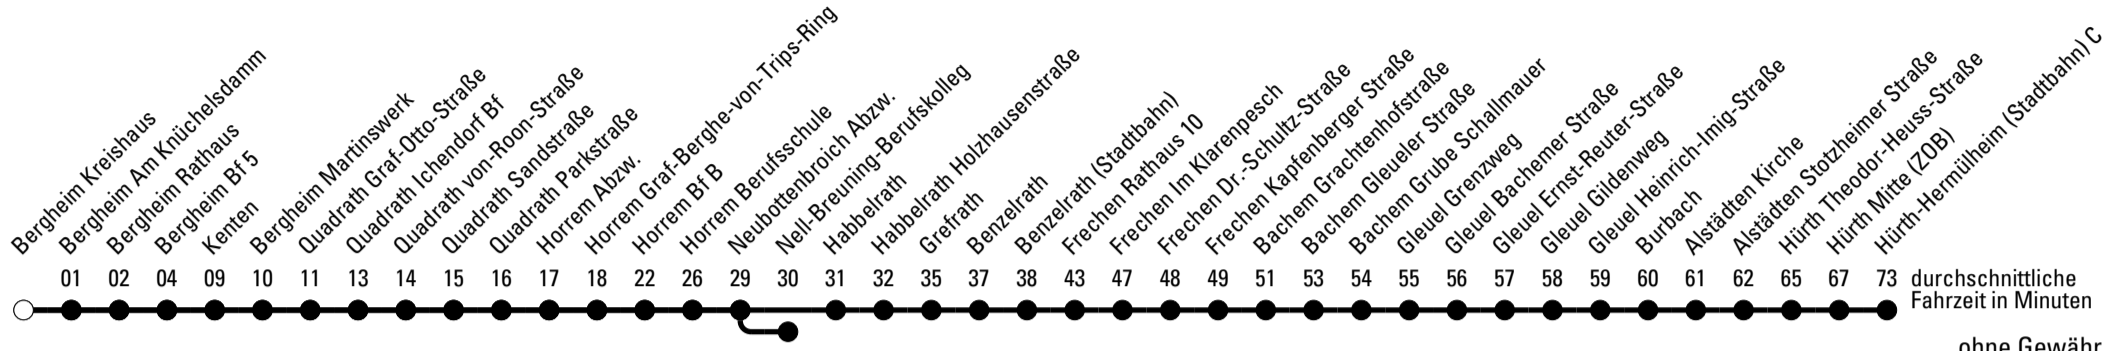 Bergheim Kreishaus
Bergheim Am Knüchelsdamm
Bergheim Rathaus
Bergheim Bf 5
Kenten
Bergheim Martinswerk
Quadrath Graf-Otto-Straße
Quadrath Ichendorf Bf
Quadrath von-Roon-Straße
Quadrath Sandstraße
Quadrath Parkstraße
Horrem Abzw.
Horrem Graf-Berghe-von-Trips-Ring
Horrem Bf B
Horrem Berufsschule
Neubottenbroich Abzw.
Nell-Breuning-Berufskolleg
Habbelrath
Habbelrath Holzhausenstraße
Grefrath
Benzelrath
Benzelrath (Stadtbahn)
Frechen Rathaus 10
Frechen Im Klarenpesch
Frechen Dr.-Schultz-Straße
Frechen Kapfenberger Straße
Bachem Grachtenhofstraße
Bachem Gleueler Straße
Bachem Grube Schallmauer
Gleuel Grenzweg
Gleuel Bachemer Straße
Gleuel Ernst-Reuter-Straße
Gleuel Gildenweg
Gleuel Heinrich-Imig-Straße
Burbach
Alstädten Kirche
Alstädten Stotzheimer Straße
Hürth Theodor-Heuss-Straße
Hürth Mitte (ZOB)
Hürth-Hermülheim (Stadtbahn) C
01 02 04 09 10 11 13 14 15 16 17 18 22 26 29 30 31 32 35 37 38 43 47 48 49 51 53 54 55 56 57 58 59 60 61 62 65 67 73 durchschnittliche
Fahrzeit in Minuten
ohne Gewähr